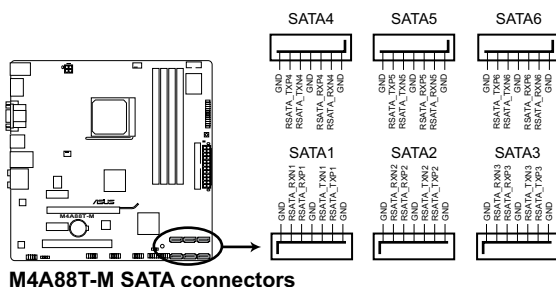 SATA4
SATA5
SATA6
GND
RSATA_TXP4
RSATA_TXN4
GND
RSATA_RXP4
RSATA_RXN4
GND
GND
RSATA_TXP5
RSATA_TXN5
GND
RSATA_RXP5
RSATA_RXN5
GND
GND
RSATA_TXP6
RSATA_TXN6
GND
RSATA_RXP6
RSATA_RXN6
GND
SATA1
SATA2
SATA3
GND
RSATA_RXN1
RSATA_RXP1
GND
RSATA_TXN1
RSATA_TXP1
GND
GND
RSATA_RXN2
RSATA_RXP2
GND
RSATA_TXN2
RSATA_TXP2
GND
GND
RSATA_RXN3
RSATA_RXP3
GND
RSATA_TXN3
RSATA_TXP3
GND
ASUS
M4A88T-M
M4A88T-M SATA connectors